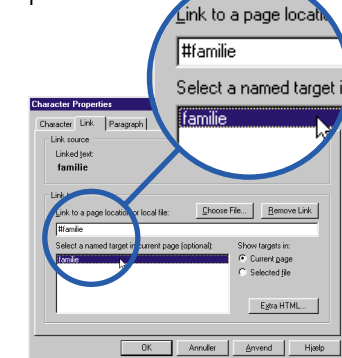 Link to a page locatio
#familie
Select a named target i
familie
Character Properties
Character Link Paragraph
Link source
Linked text:
familie
Link to a page location or local file:
Choose File... Remove Link
#familie
Select a named target in current page (optional):
familie
Show targets in:
Current page
Selected file
Extra HTML...
OK Annuller Anvend Hjælp